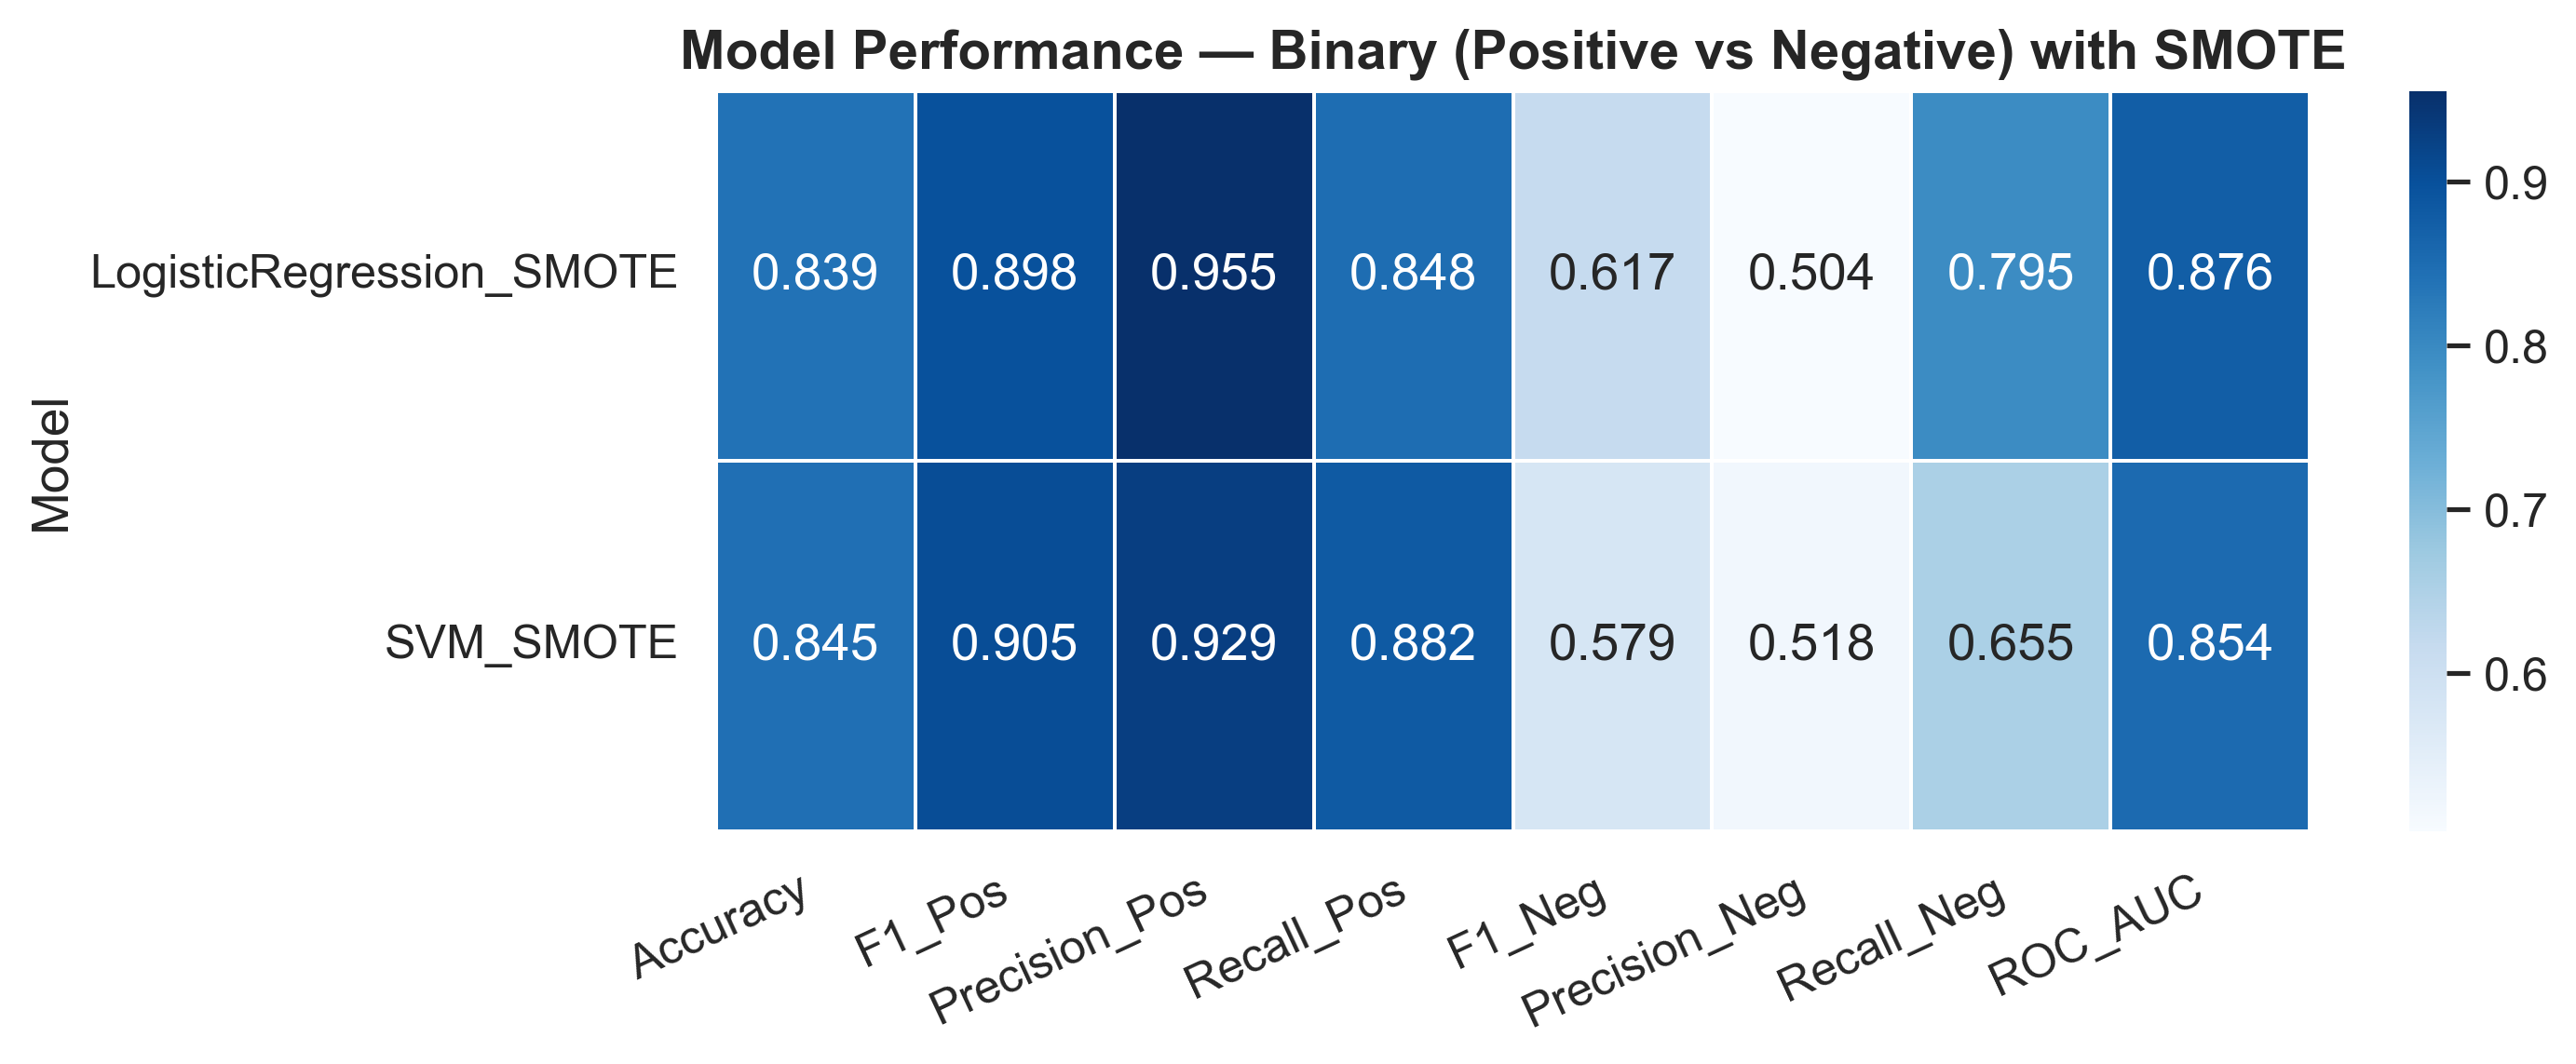 Model Performance — Binary (Positive vs Negative) with SMOTE
Model
LogisticRegression_SMOTE 0.839 0.898 0.955 0.848 0.617 0.504 0.795 0.876
SVM_SMOTE 0.845 0.905 0.929 0.882 0.579 0.518 0.655 0.854
Accuracy F1_Pos Precision_Pos Recall_Pos F1_Neg Precision_Neg Recall_Neg ROC_AUC
0.9
0.8
0.7
0.6